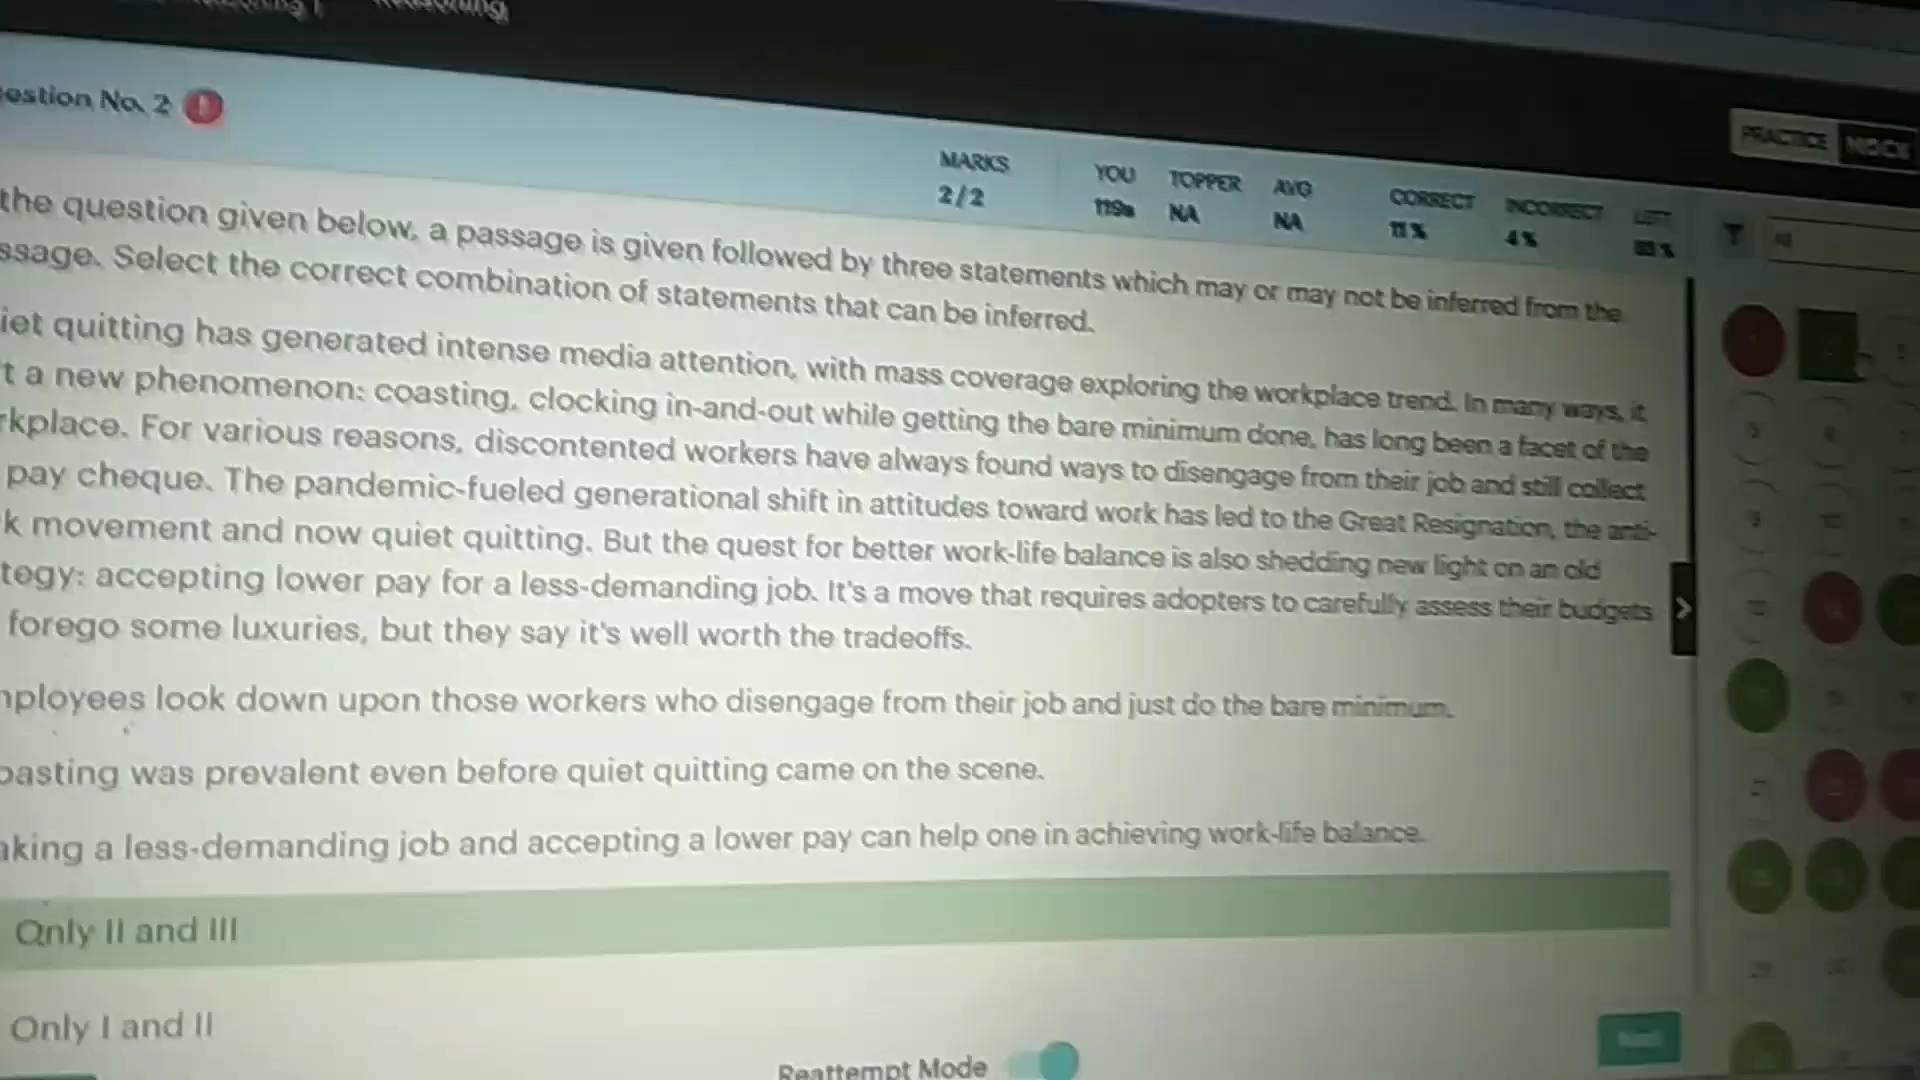 Reasoning
estion No. 2
PRACTICE MOCK
MARKS
2/2
YOU
119s
TOPPER
NA
AVG
NA
CORRECT
11%
INCORRECT
4%
LEFT
the question given below, a passage is given followed by three statements which may or may not be inferred from the
ssage. Select the correct combination of statements that can be inferred.
iet quitting has generated intense media attention, with mass coverage exploring the workplace trend. In many ways, it
't a new phenomenon: coasting, clocking in-and-out while getting the bare minimum done, has long been a facet of the
rkplace. For various reasons, discontented workers have always found ways to disengage from their job and still collect
pay cheque. The pandemic-fueled generational shift in attitudes toward work has led to the Great Resignation, the anti-
k movement and now quiet quitting. But the quest for better work-life balance is also shedding new light on an old
tegy: accepting lower pay for a less-demanding job. It's a move that requires adopters to carefully assess their budgets
forego some luxuries, but they say it's well worth the tradeoffs.
mployees look down upon those workers who disengage from their job and just do the bare minimum.
oasting was prevalent even before quiet quitting came on the scene.
aking a less-demanding job and accepting a lower pay can help one in achieving work-life balance.
Only II and III
Only I and II
Reattempt Mode
Next